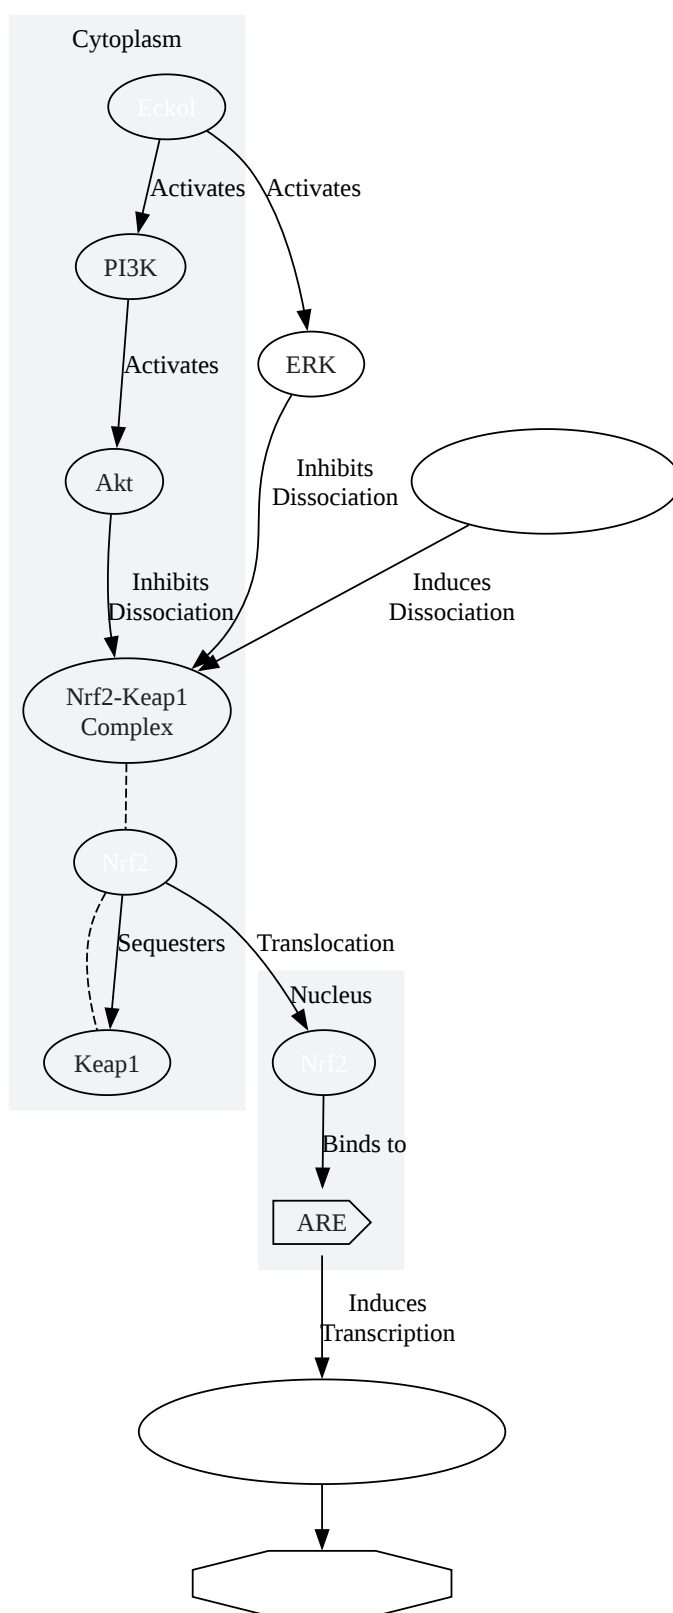 Cytoplasm
Eckol
Activates
Activates
PI3K
Activates
ERK
Inhibits
Dissociation
Akt
Inhibits
Dissociation
Induces
Dissociation
Nrf2-Keap1
Complex
Nrf2
Sequesters
Translocation
Nucleus
Keap1
Nrf2
Binds to
ARE
Induces
Transcription